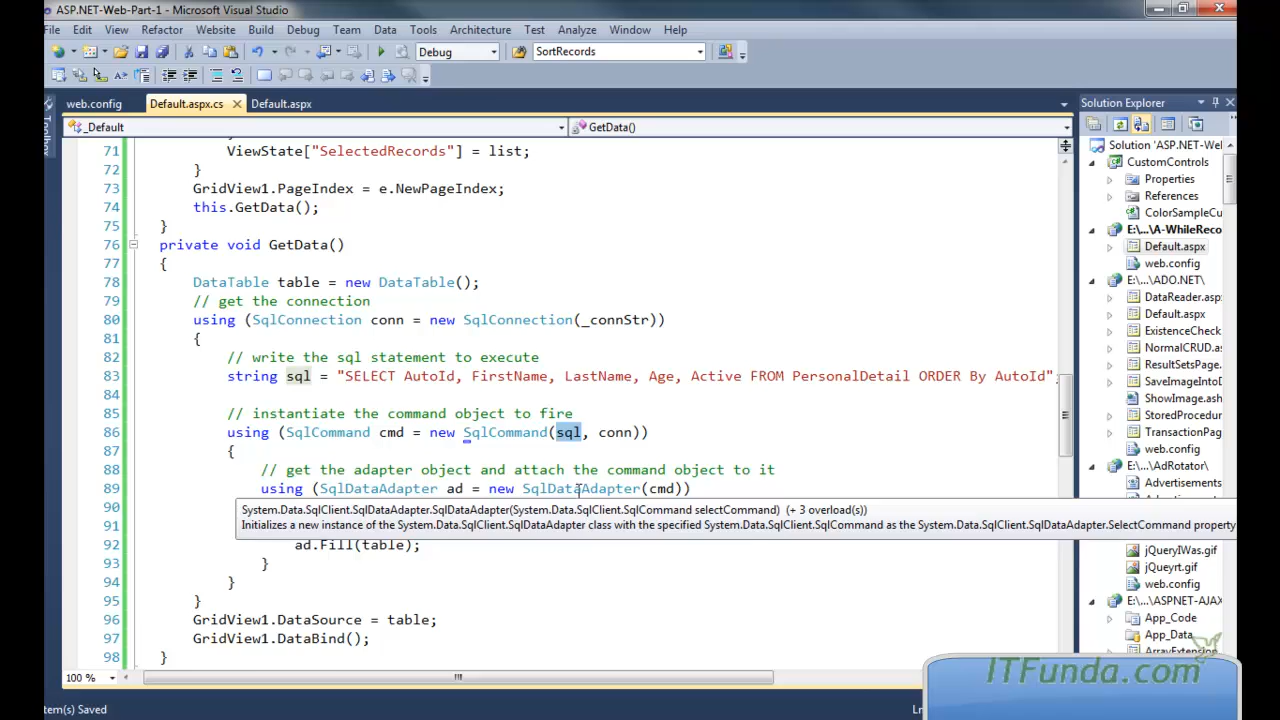 ASP.NET-Web-Part-1 - Microsoft Visual Studio
File Edit View Refactor Website Build Debug Team Data Tools Architecture Test Analyze Window Help
Debug SortRecords
web.config Default.aspx.cs Default.aspx Solution Explorer
_Default GetData()
71 ViewState["SelectedRecords"] = list;
72 }
73 GridView1.PageIndex = e.NewPageIndex;
74 this.GetData();
75 }
76 private void GetData()
77 {
78 DataTable table = new DataTable();
79 // get the connection
80 using (SqlConnection conn = new SqlConnection(_connStr))
81 {
82 // write the sql statement to execute
83 string sql = "SELECT AutoId, FirstName, LastName, Age, Active FROM PersonalDetail ORDER By AutoId"
84
85 // instantiate the command object to fire
86 using (SqlCommand cmd = new SqlCommand(sql, conn))
87 {
88 // get the adapter object and attach the command object to it
89 using (SqlDataAdapter ad = new SqlDataAdapter(cmd))
90
System.Data.SqlClient.SqlDataAdapter.SqlDataAdapter(System.Data.SqlClient.SqlCommand selectCommand) (+ 3 overload(s))
91
Initializes a new instance of the System.Data.SqlClient.SqlDataAdapter class with the specified System.Data.SqlClient.SqlCommand as the System.Data.SqlClient.SqlDataAdapter.SelectCommand property
92 ad.Fill(table);
93 }
94 }
95 }
96 GridView1.DataSource = table;
97 GridView1.DataBind();
98 }
100 %
Solution 'ASP.NET-Web
CustomControls
Properties
References
ColorSampleCu
E:\...\A-WhileReco
Default.aspx
web.config
E:\...\ADO.NET\
DataReader.asp
Default.aspx
ExistenceCheck
NormalCRUD.as
ResultSetsPage.
SaveImageIntoD
ShowImage.ash
StoredProcedure
TransactionPag
web.config
E:\...\AdRotator\
jQueryIWas.gif
jQueyrt.gif
web.config
E:\...\ASPNET-AJAX
App_Code
App_Data
ArrayExtension
ITFunda.com
tem(s) Saved